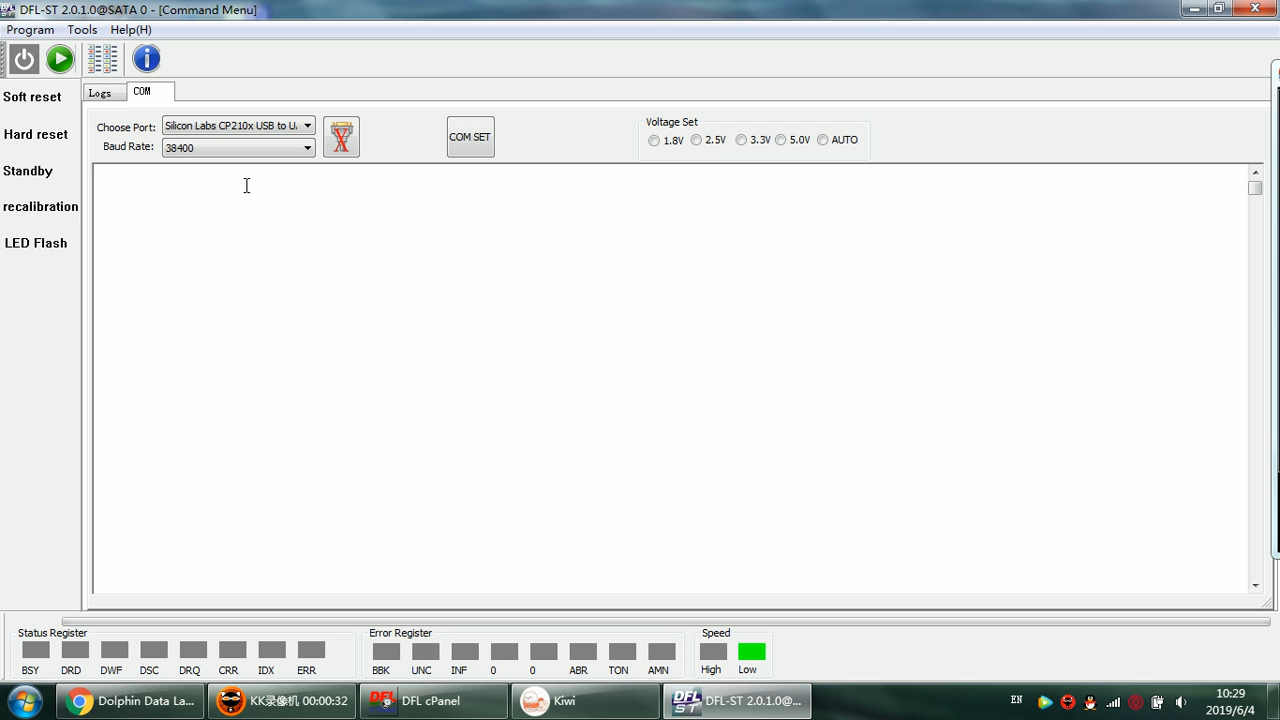 DFL-ST 2.0.1.0@SATA 0 - [Command Menu]
Program Tools Help(H)
Soft reset
Hard reset
Standby
recalibration
LED Flash
Logs COM
Choose Port: Silicon Labs CP210x USB to U
Baud Rate: 38400
COM SET
Voltage Set
1.8V 2.5V 3.3V 5.0V AUTO
Status Register
BSY DRD DWF DSC DRQ CRR IDX ERR
Error Register
BBK UNC INF 0 0 ABR TON AMN
Speed
High Low
Dolphin Data La...
KK录像机 00:00:32
DFL cPanel
Kiwi
DFL-ST 2.0.1.0@...
EN
10:29
2019/6/4